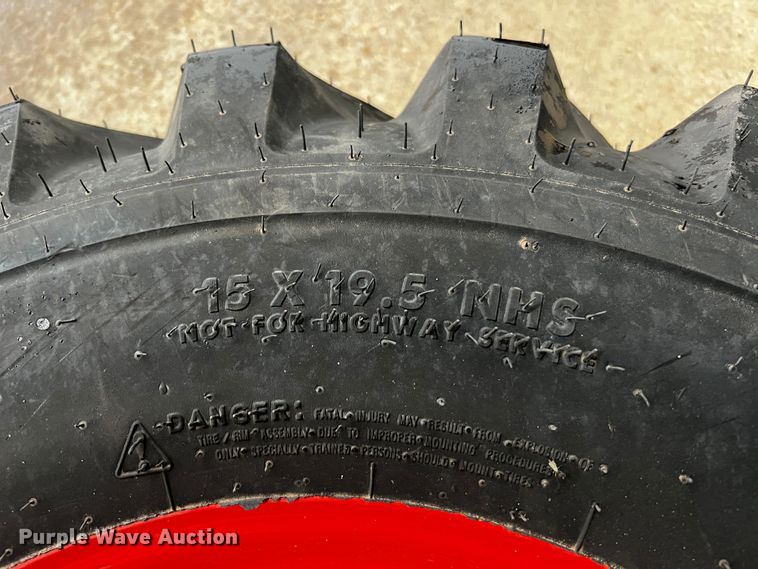 15 X 19.5 NHS
NOT FOR HIGHWAY SERVICE
DANGER: FATAL INJURY MAY RESULT FROM EXPLOSION OF
TIRE / RIM ASSEMBLY DUE TO IMPROPER MOUNTING PROCEDURES
ONLY SPECIALLY TRAINED PERSONS SHOULD MOUNT TIRES.
Purple Wave Auction